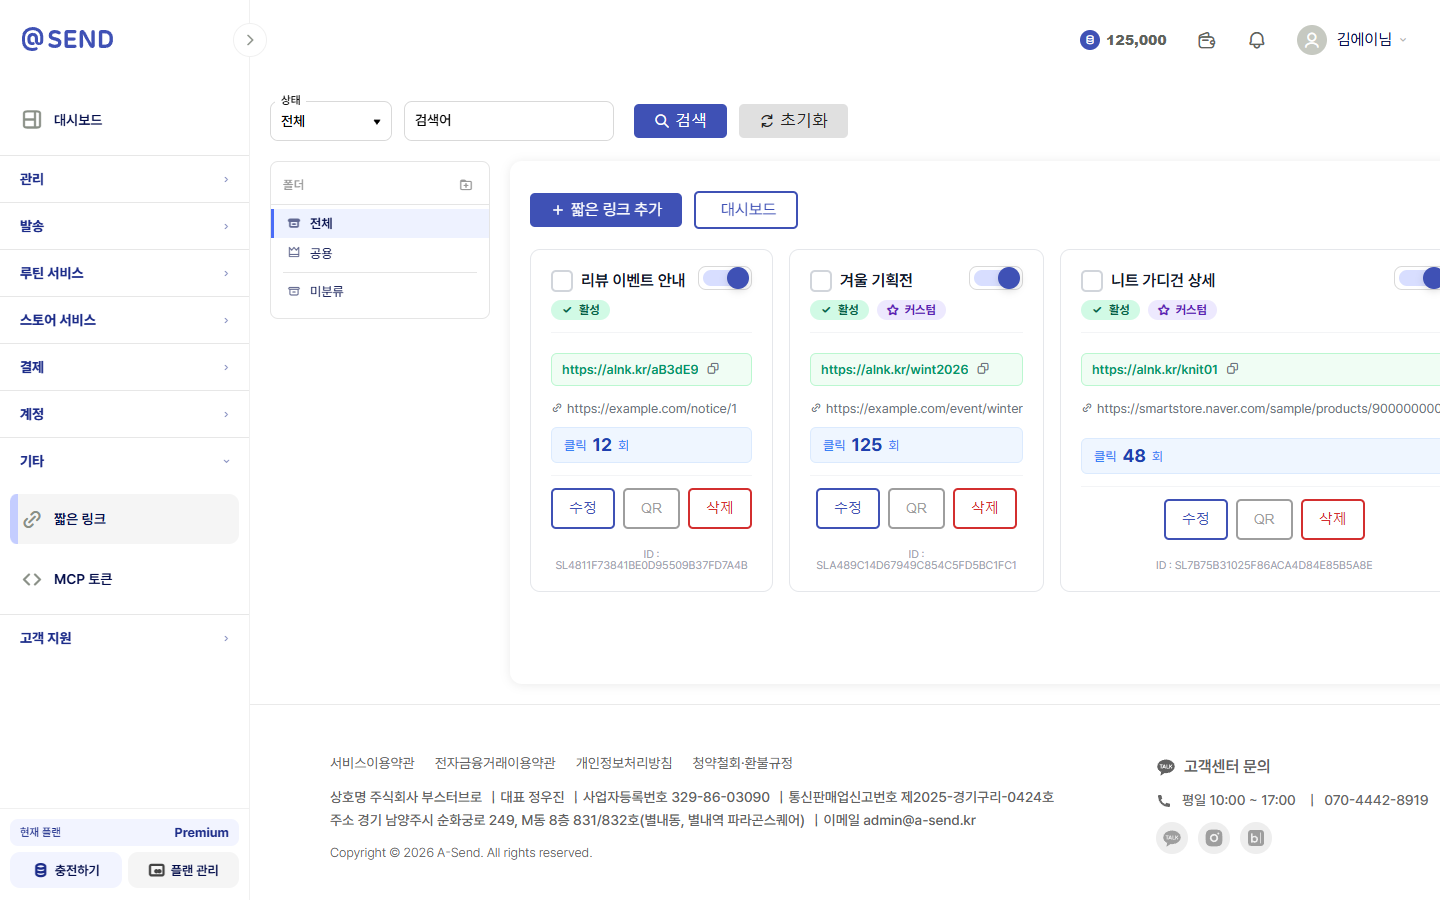 @SEND
125,000
김에이님
대시보드
관리
발송
루틴 서비스
스토어 서비스
결제
계정
기타
짧은 링크
MCP 토큰
고객 지원
현재 플랜 Premium
충전하기
플랜 관리
상태
전체
검색어
검색
초기화
폴더
전체
공용
미분류
짧은 링크 추가
대시보드
리뷰 이벤트 안내
활성
https://alnk.kr/aB3dE9
https://example.com/notice/1
클릭 12 회
수정 QR 삭제
ID :
SL4811F73841BE0D95509B37FD7A4B
겨울 기획전
활성 커스텀
https://alnk.kr/wint2026
https://example.com/event/winter
클릭 125 회
수정 QR 삭제
ID :
SLA489C14D67949C854C5FD5BC1FC1
니트 가디건 상세
활성 커스텀
https://alnk.kr/knit01
https://smartstore.naver.com/sample/products/900000000
클릭 48 회
수정 QR 삭제
ID : SL7B75B31025F86ACA4D84E85B5A8E
서비스이용약관 전자금융거래이용약관 개인정보처리방침 청약철회·환불규정
상호명 주식회사 부스터브로 | 대표 정우진 | 사업자등록번호 329-86-03090 | 통신판매업신고번호 제2025-경기구리-0424호
주소 경기 남양주시 순화궁로 249, M동 8층 831/832호(별내동, 별내역 파라곤스퀘어) | 이메일 admin@a-send.kr
Copyright © 2026 A-Send. All rights reserved.
TALK 고객센터 문의
평일 10:00 ~ 17:00 | 070-4442-8919
TALK b|